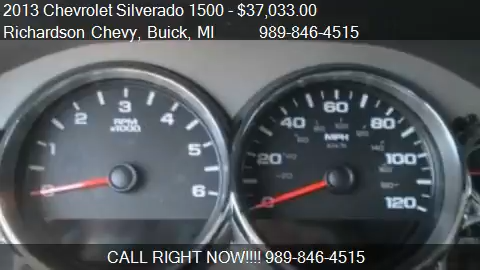 2013 Chevrolet Silverado 1500 - $37,033.00
Richardson Chevy, Buick, MI 989-846-4515
0 1 2 3 4 5 6
RPM
x1000
0 20 40 60 80 100 120
MPH
km/h
CALL RIGHT NOW!!!! 989-846-4515